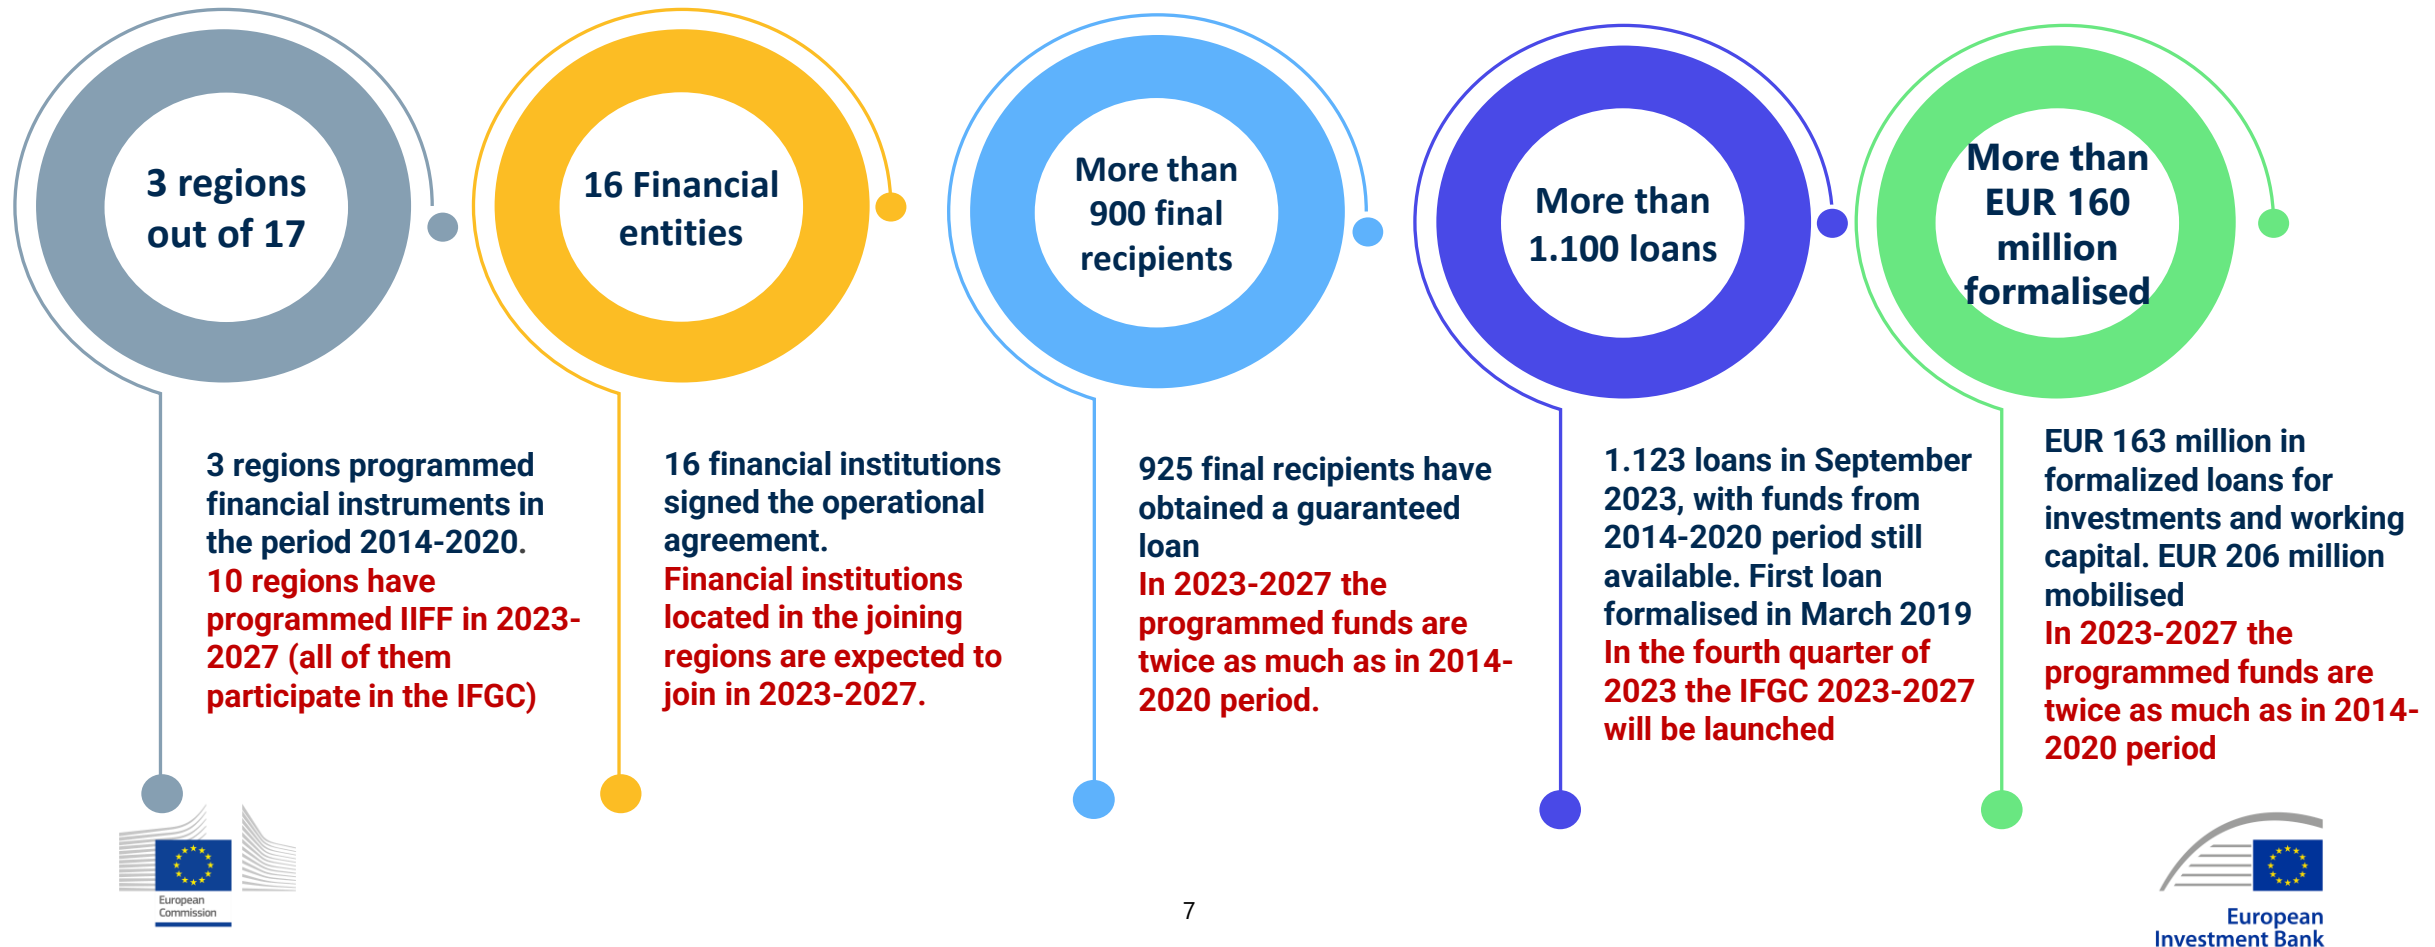 3 regions
out of 17
16 Financial
entities
More than
900 final
recipients
More than
1.100 loans
More than
EUR 160
million
formalised
3 regions programmed
financial instruments in
the period 2014-2020.
10 regions have
programmed IIFF in 2023-
2027 (all of them
participate in the IFGC)
16 financial institutions
signed the operational
agreement.
Financial institutions
located in the joining
regions are expected to
join in 2023-2027.
925 final recipients have
obtained a guaranteed
loan
In 2023-2027 the
programmed funds are
twice as much as in 2014-
2020 period.
1.123 loans in September
2023, with funds from
2014-2020 period still
available. First loan
formalised in March 2019
In the fourth quarter of
2023 the IFGC 2023-2027
will be launched
EUR 163 million in
formalized loans for
investments and working
capital. EUR 206 million
mobilised
In 2023-2027 the
programmed funds are
twice as much as in 2014-
2020 period
European
Commission
7
European
Investment Bank